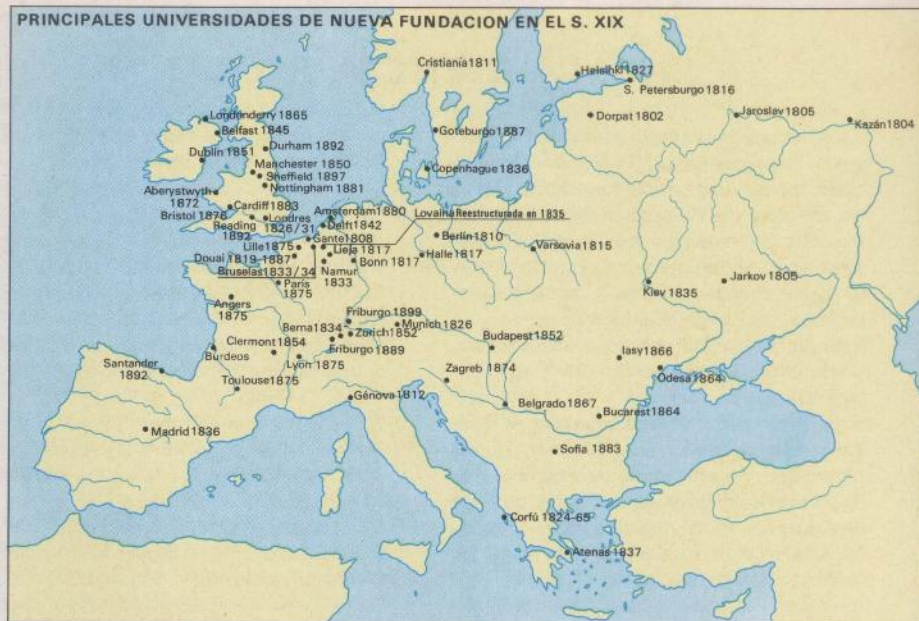 PRINCIPALES UNIVERSIDADES DE NUEVA FUNDACION EN EL S. XIX
Cristianía 1811
Helsinki 1827
S. Petersburgo 1816
Londonderry 1865
Belfast 1845
Dublín 1851
Durham 1892
Goteburgo 1887
Dorpat 1802
Jaroslav 1805
Kazán 1804
Manchester 1850
Sheffield 1897
Nottingham 1881
Copenhague 1836
Aberystwyth
1872
Cardiff 1883
Bristol 1876
Reading
1892
Londres
1826/31
Amsterdam 1880
Delft 1842
Lovaina Reestructurada en 1835
Gante 1808
Berlín 1810
Varsovia 1815
Lille 1875
Lieja 1817
Halle 1817
Douai 1819-1887
Bonn 1817
Bruselas 1833/34
Namur
1833
París
1875
Kiev 1835
Jarkov 1805
Angers
1875
Friburgo 1899
Berna 1834
Zurich 1852
Munich 1826
Budapest 1852
Clermont 1854
Friburgo 1889
Burdeos
Lyon 1875
Iasy 1866
Santander
1892
Toulouse 1875
Zagreb 1874
Odesa 1864
Génova 1812
Belgrado 1867
Bucarest 1864
Madrid 1836
Sofía 1883
Corfú 1824-65
Atenas 1837